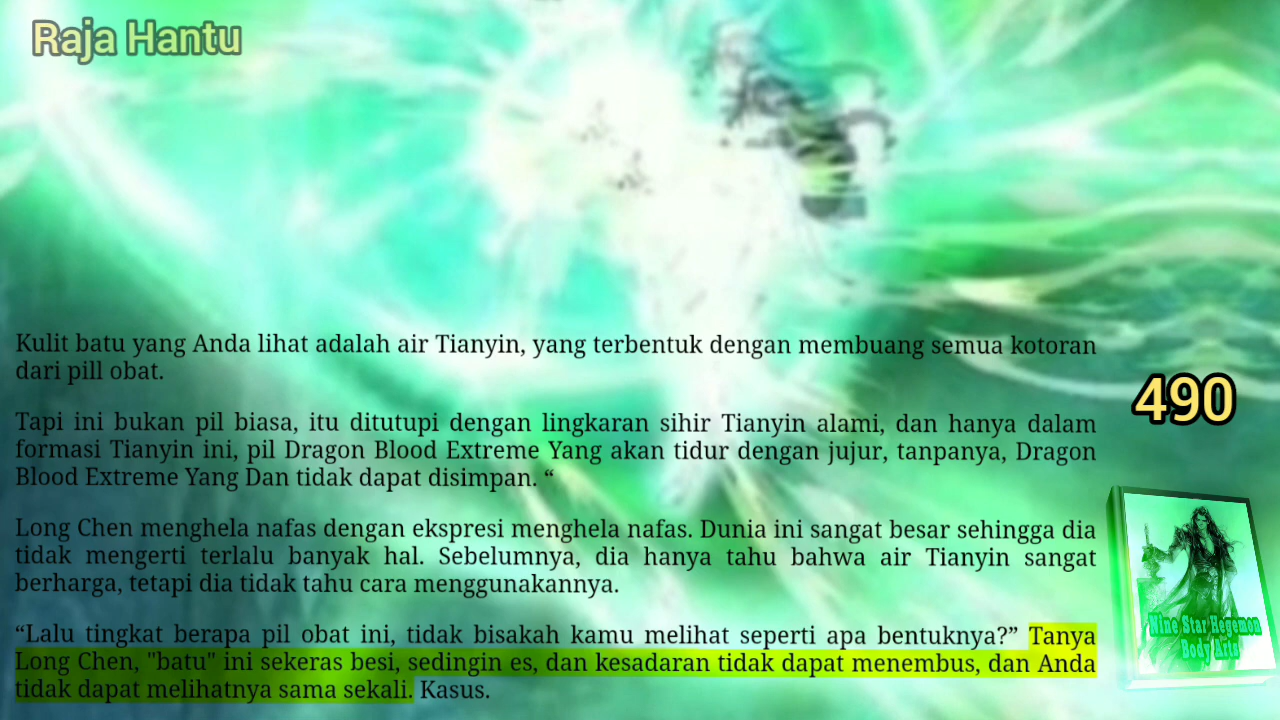 Raja Hantu
Kulit batu yang Anda lihat adalah air Tianyin, yang terbentuk dengan membuang semua kotoran
dari pill obat.
Tapi ini bukan pil biasa, itu ditutupi dengan lingkaran sihir Tianyin alami, dan hanya dalam
formasi Tianyin ini, pil Dragon Blood Extreme Yang akan tidur dengan jujur, tanpanya, Dragon
Blood Extreme Yang Dan tidak dapat disimpan. “
Long Chen menghela nafas dengan ekspresi menghela nafas. Dunia ini sangat besar sehingga dia
tidak mengerti terlalu banyak hal. Sebelumnya, dia hanya tahu bahwa air Tianyin sangat
berharga, tetapi dia tidak tahu cara menggunakannya.
“Lalu tingkat berapa pil obat ini, tidak bisakah kamu melihat seperti apa bentuknya?” Tanya
Long Chen, "batu" ini sekeras besi, sedingin es, dan kesadaran tidak dapat menembus, dan Anda
tidak dapat melihatnya sama sekali. Kasus.
490
Nine Star Hegemon
Body Arts